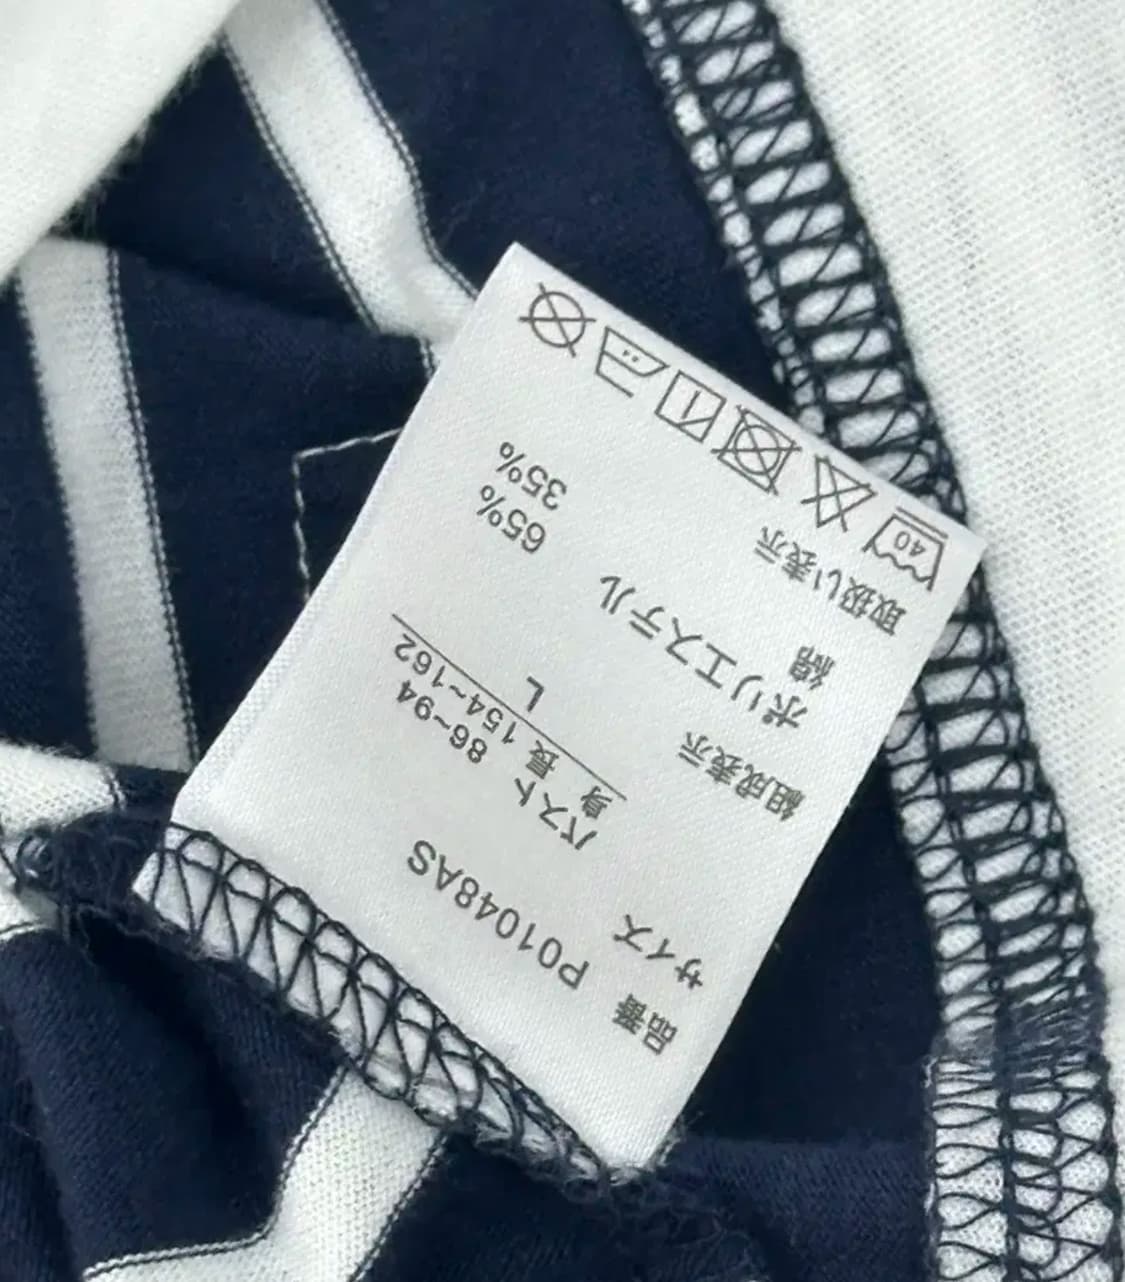 品番 P01048AS
サイズ
バスト 86~94
身 長 154~162
L
組成表示
ポリエステル 65%
綿 35%
取扱い表示
40